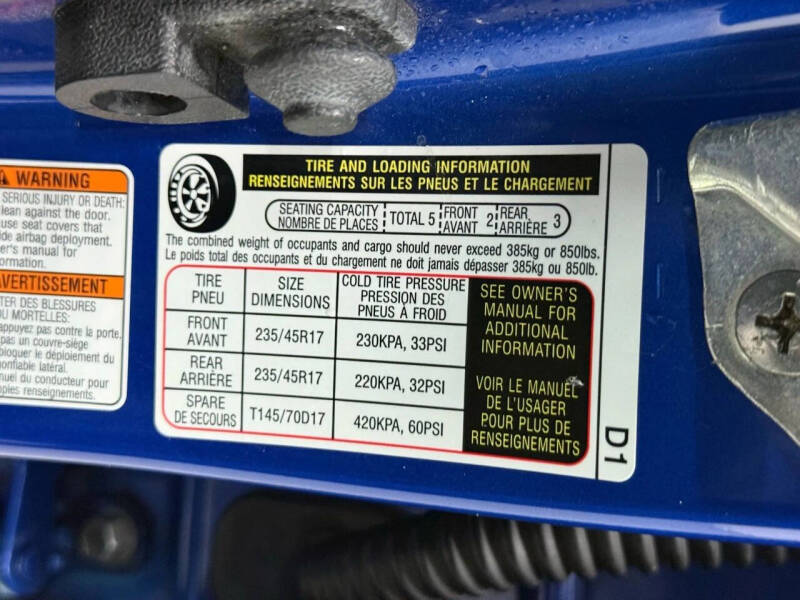 WARNING
SERIOUS INJURY OR DEATH:
lean against the door.
use seat covers that
airbag deployment.
manual for
AVERTISSEMENT
DES BLESSURES
OU MORTELLES:
appuyez pas contre la porte.
pas un couvre-siège
bloquer le déploiement du
gonflable latéral.
du conducteur pour
renseignements.
TIRE AND LOADING INFORMATION
RENSEIGNEMENTS SUR LES PNEUS ET LE CHARGEMENT
SEATING CAPACITY
NOMBRE DE PLACES
TOTAL 5
FRONT
AVANT 2
REAR
ARRIÈRE 3
The combined weight of occupants and cargo should never exceed 385kg or 850lbs.
Le poids total des occupants et du chargement ne doit jamais dépasser 385kg ou 850lb.
TIRE
PNEU
SIZE
DIMENSIONS
COLD TIRE PRESSURE
PRESSION DES
PNEUS À FROID
FRONT
AVANT
235/45R17
230KPA, 33PSI
REAR
ARRIÈRE
235/45R17
220KPA, 32PSI
SPARE
DE SECOURS
T145/70D17
420KPA, 60PSI
SEE OWNER'S
MANUAL FOR
ADDITIONAL
INFORMATION
VOIR LE MANUEL
DE L'USAGER
POUR PLUS DE
RENSEIGNEMENTS
D1